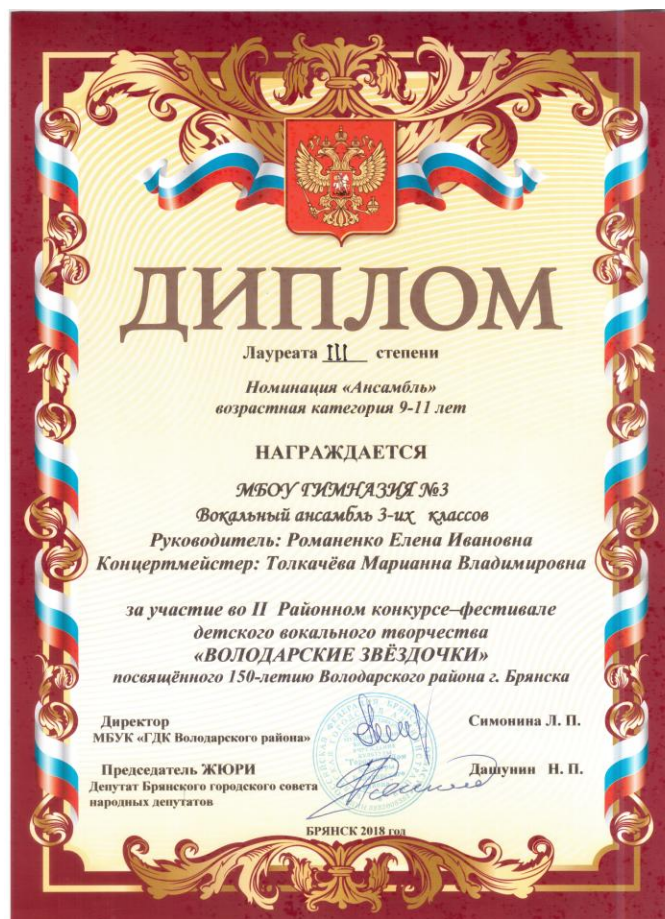 ДИПЛОМ
Лауреата III степени
Номинация «Ансамбль»
возрастная категория 9-11 лет
НАГРАЖДАЕТСЯ
МБОУ ГИМНАЗИЯ №3
Вокальный ансамбль 3-их классов
Руководитель: Романенко Елена Ивановна
Концертмейстер: Толкачёва Марианна Владимировна
за участие во II Районном конкурсе–фестивале
детского вокального творчества
«ВОЛОДАРСКИЕ ЗВЁЗДОЧКИ»
посвящённого 150-летию Володарского района г. Брянска
Директор Симонина Л. П.
МБУК «ГДК Володарского района»
Председатель ЖЮРИ Дашунин Н. П.
Депутат Брянского городского совета
народных депутатов
БРЯНСК 2018 год